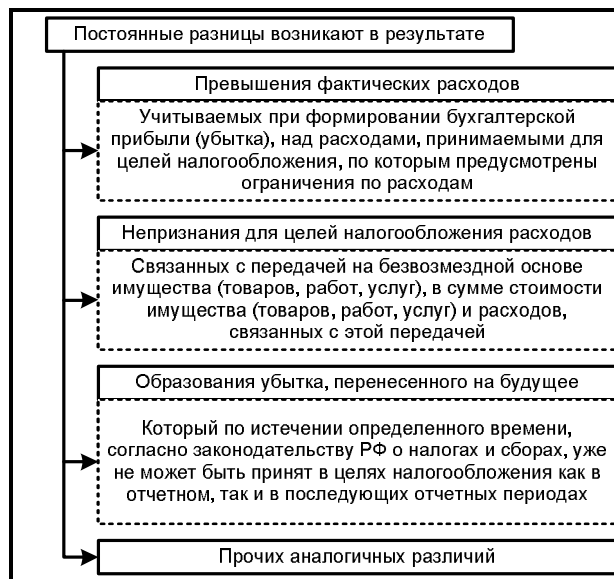 Постоянные разницы возникают в результате
Превышения фактических расходов
Учитываемых при формировании бухгалтерской
прибыли (убытка), над расходами, принимаемыми для
целей налогообложения, по которым предусмотрены
ограничения по расходам
Непризнания для целей налогообложения расходов
Связанных с передачей на безвозмездной основе
имущества (товаров, работ, услуг), в сумме стоимости
имущества (товаров, работ, услуг) и расходов,
связанных с этой передачей
Образования убытка, перенесенного на будущее
Который по истечении определенного времени,
согласно законодательству РФ о налогах и сборах, уже
не может быть принят в целях налогообложения как в
отчетном, так и в последующих отчетных периодах
Прочих аналогичных различий